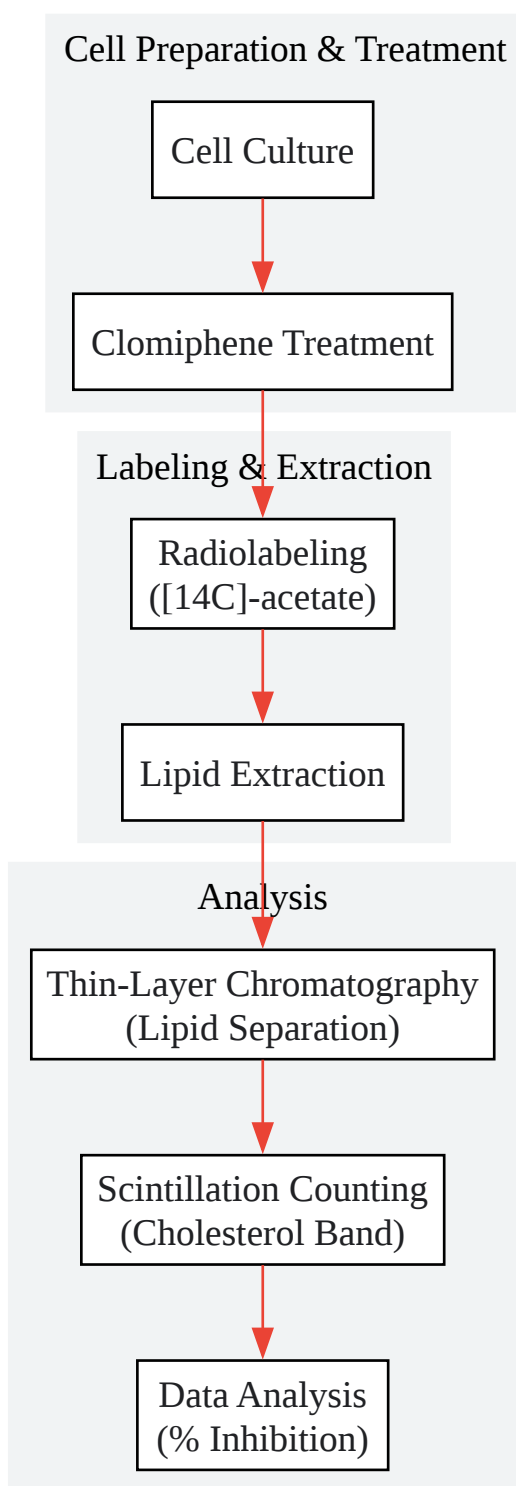 Cell Preparation & Treatment
Cell Culture
Clomiphene Treatment
Labeling & Extraction
Radiolabeling
([14C]-acetate)
Lipid Extraction
Analysis
Thin-Layer Chromatography
(Lipid Separation)
Scintillation Counting
(Cholesterol Band)
Data Analysis
(% Inhibition)